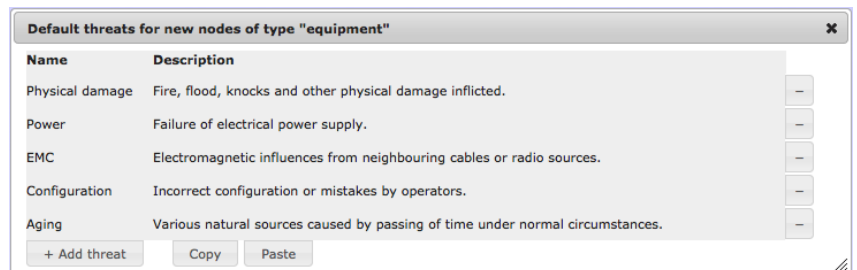 Default threats for new nodes of type "equipment" ✖
Name Description
Physical damage Fire, flood, knocks and other physical damage inflicted. −
Power Failure of electrical power supply. −
EMC Electromagnetic influences from neighbouring cables or radio sources. −
Configuration Incorrect configuration or mistakes by operators. −
Aging Various natural sources caused by passing of time under normal circumstances. −
+ Add threat Copy Paste